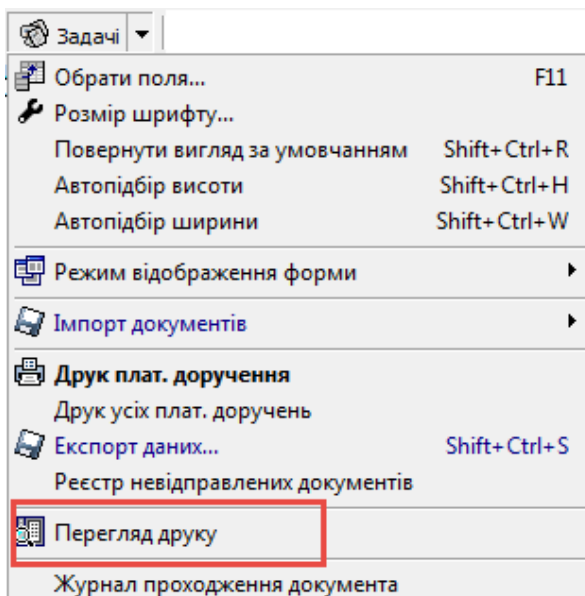 Задачі
Обрати поля... F11
Розмір шрифту...
Повернути вигляд за умовчанням Shift+Ctrl+R
Автопідбір висоти Shift+Ctrl+H
Автопідбір ширини Shift+Ctrl+W
Режим відображення форми
Імпорт документів
Друк плат. доручення
Друк усіх плат. доручень
Експорт даних... Shift+Ctrl+S
Реєстр невідправлених документів
Перегляд друку
Журнал проходження документа